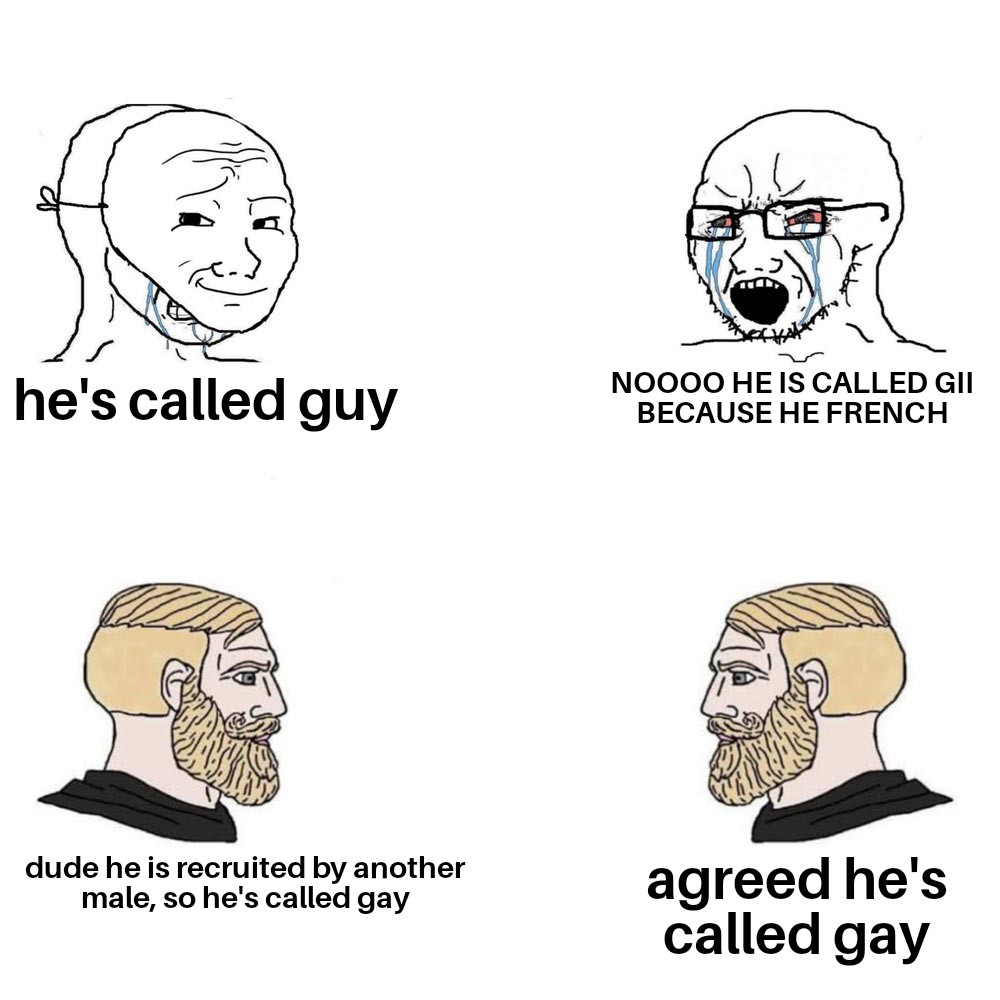 he's called guy
NOOOO HE IS CALLED GII
BECAUSE HE FRENCH
dude he is recruited by another
male, so he's called gay
agreed he's
called gay